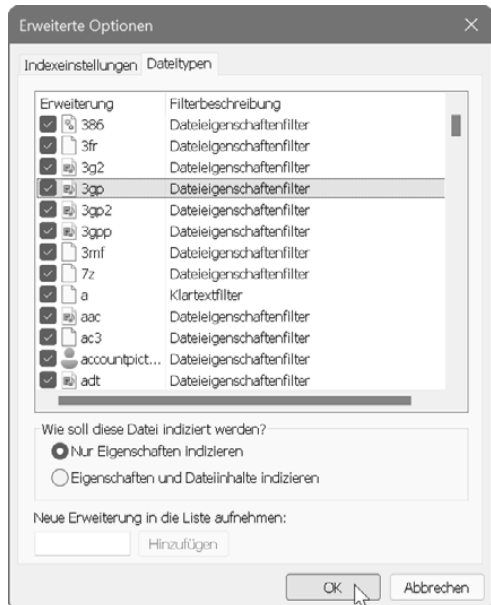 Erweiterte Optionen
Indexeinstellungen Dateitypen
Erweiterung Filterbeschreibung
386 Dateieigenschaftenfilter
3fr Dateieigenschaftenfilter
3g2 Dateieigenschaftenfilter
3gp Dateieigenschaftenfilter
3gp2 Dateieigenschaftenfilter
3gpp Dateieigenschaftenfilter
3mf Dateieigenschaftenfilter
7z Dateieigenschaftenfilter
a Klartextfilter
aac Dateieigenschaftenfilter
ac3 Dateieigenschaftenfilter
accountpict... Dateieigenschaftenfilter
adt Dateieigenschaftenfilter
Wie soll diese Datei indiziert werden?
Nur Eigenschaften indizieren
Eigenschaften und Dateiinhalte indizieren
Neue Erweiterung in die Liste aufnehmen:
Hinzufügen
OK Abbrechen